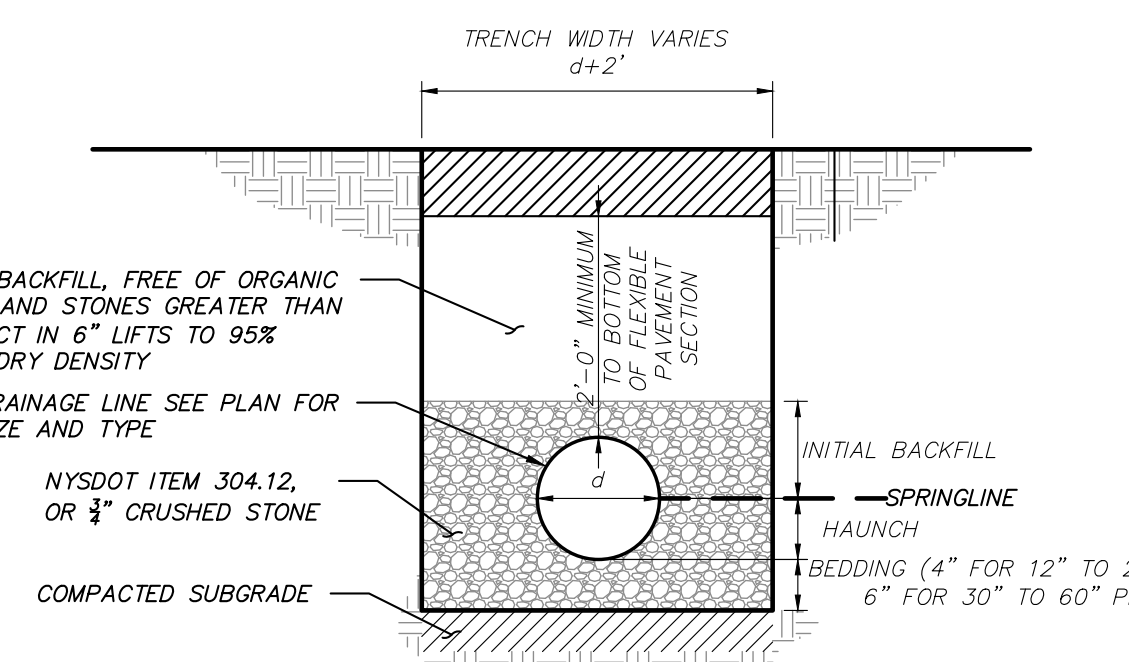 TRENCH WIDTH VARIES
d+2'
BACKFILL, FREE OF ORGANIC
AND STONES GREATER THAN
CT IN 6" LIFTS TO 95%
DRY DENSITY
2'-0" MINIMUM
TO BOTTOM
OF FLEXIBLE
PAVEMENT
SECTION
RAINAGE LINE SEE PLAN FOR
ZE AND TYPE
NYSDOT ITEM 304.12,
OR ¾" CRUSHED STONE
d
INITIAL BACKFILL
SPRINGLINE
HAUNCH
BEDDING (4" FOR 12" TO 2
6" FOR 30" TO 60" P
COMPACTED SUBGRADE